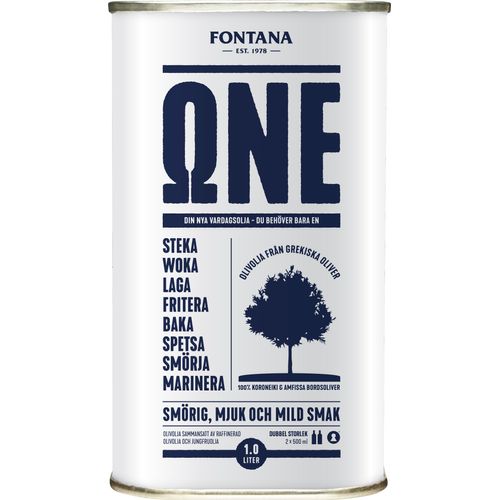 FONTANA
EST. 1978
ΩNE
DIN NYA VARDAGSOLJA - DU BEHÖVER BARA EN
STEKA
WOKA
LAGA
FRITERA
BAKA
SPETSA
SMÖRJA
MARINERA
OLIVOLJA FRÅN GREKISKA OLIVER
100% KORONEIKI & AMFISSA BORDSOLIVER
SMÖRIG, MJUK OCH MILD SMAK
OLIVOLJA SAMMANSATT AV RAFFINERAD
OLIVOLJA OCH JUNGFRUOLJA
1.0
LITER
DUBBEL STORLEK
2 x 500 ml